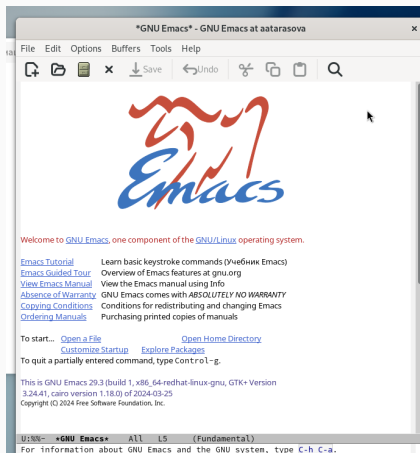 *GNU Emacs* - GNU Emacs at aatarasova
File Edit Options Buffers Tools Help
Save Undo
Emacs
Welcome to GNU Emacs, one component of the GNU/Linux operating system.
Emacs Tutorial Learn basic keystroke commands (Учебник Emacs)
Emacs Guided Tour Overview of Emacs features at gnu.org
View Emacs Manual View the Emacs manual using Info
Absence of Warranty GNU Emacs comes with ABSOLUTELY NO WARRANTY
Copying Conditions Conditions for redistributing and changing Emacs
Ordering Manuals Purchasing printed copies of manuals
To start... Open a File Open Home Directory
Customize Startup Explore Packages
To quit a partially entered command, type Control-g.
This is GNU Emacs 29.3 (build 1, x86_64-redhat-linux-gnu, GTK+ Version
3.24.41, cairo version 1.18.0) of 2024-03-25
Copyright (C) 2024 Free Software Foundation, Inc.
U:%%- *GNU Emacs* All L5 (Fundamental)
For information about GNU Emacs and the GNU system, type C-h C-a.